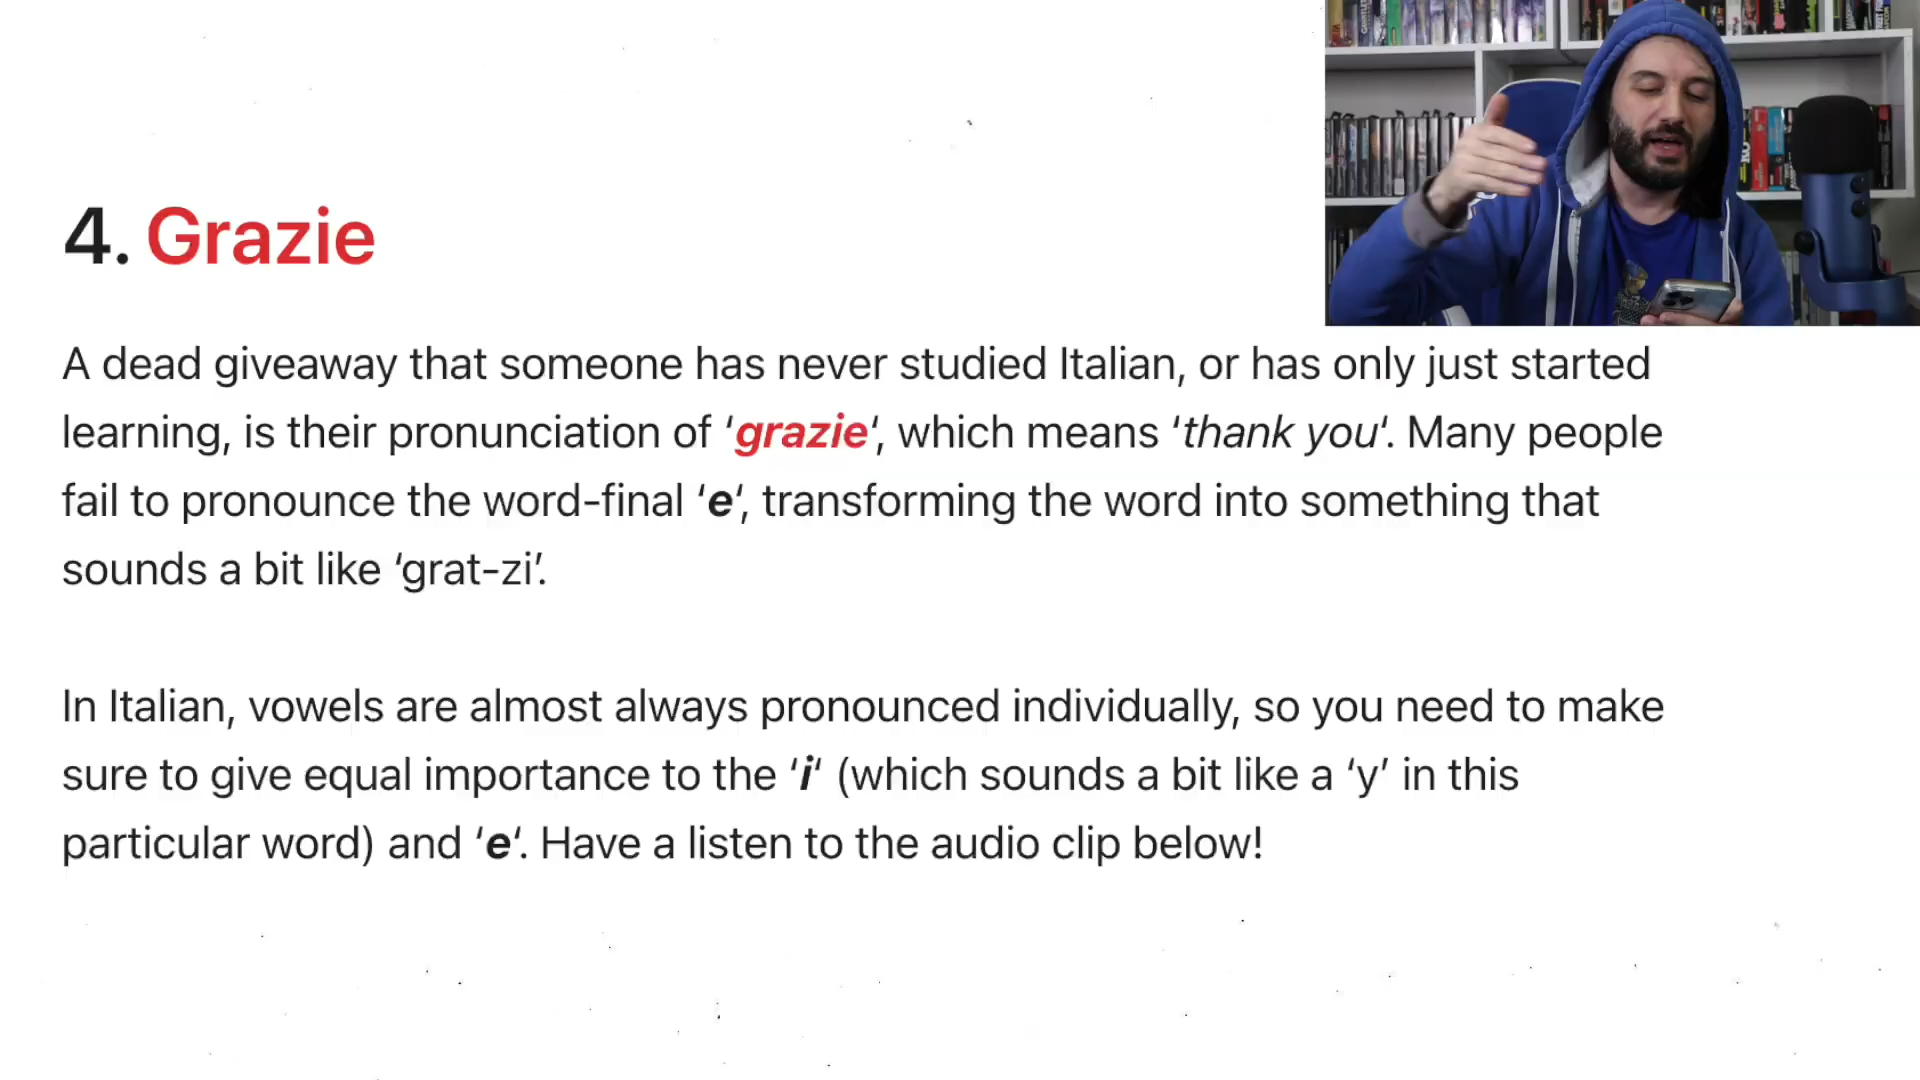 4. Grazie
A dead giveaway that someone has never studied Italian, or has only just started
learning, is their pronunciation of ‘grazie‘, which means ‘thank you‘. Many people
fail to pronounce the word-final ‘e‘, transforming the word into something that
sounds a bit like ‘grat-zi’.
In Italian, vowels are almost always pronounced individually, so you need to make
sure to give equal importance to the ‘i‘ (which sounds a bit like a ‘y’ in this
particular word) and ‘e‘. Have a listen to the audio clip below!